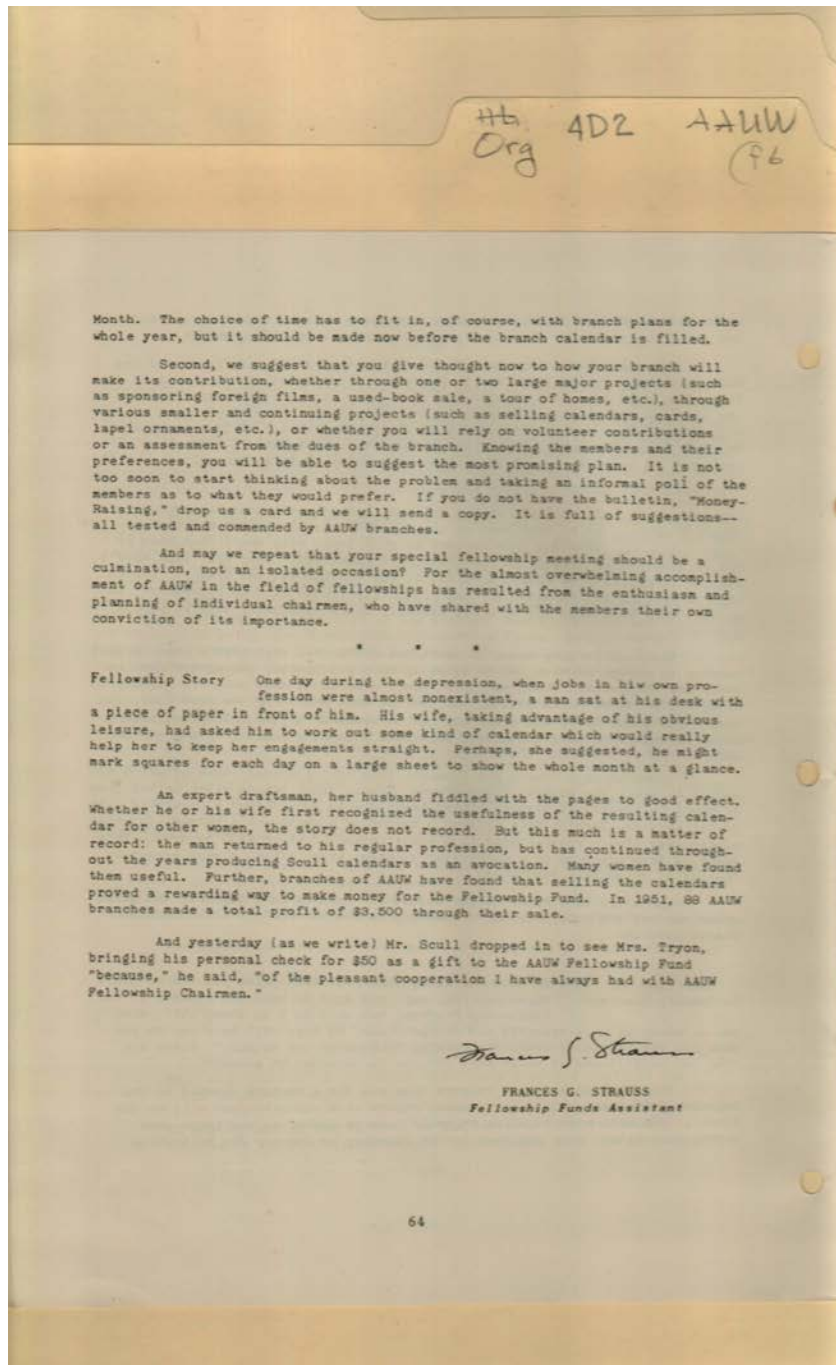 Hb 4D2 AAUW
Org (P6
Month. The choice of time has to fit in, of course, with branch plans for the
whole year, but it should be made now before the branch calendar is filled.
Second, we suggest that you give thought now to how your branch will
make its contribution, whether through one or two large major projects (such
as sponsoring foreign films, a used-book sale, a tour of homes, etc.), through
various smaller and continuing projects (such as selling calendars, cards,
lapel ornaments, etc.), or whether you will rely on volunteer contributions
or an assessment from the dues of the branch. Knowing the members and their
preferences, you will be able to suggest the most promising plan. It is not
too soon to start thinking about the problem and taking an informal poll of the
members as to what they would prefer. If you do not have the bulletin, "Money-
Raising," drop us a card and we will send a copy. It is full of suggestions--
all tested and commended by AAUW branches.
And may we repeat that your special fellowship meeting should be a
culmination, not an isolated occasion? For the almost overwhelming accomplish-
ment of AAUW in the field of fellowships has resulted from the enthusiasm and
planning of individual chairmen, who have shared with the members their own
conviction of its importance.
* * *
Fellowship Story One day during the depression, when jobs in hiw own pro-
fession were almost nonexistent, a man sat at his desk with
a piece of paper in front of him. His wife, taking advantage of his obvious
leisure, had asked him to work out some kind of calendar which would really
help her to keep her engagements straight. Perhaps, she suggested, he might
mark squares for each day on a large sheet to show the whole month at a glance.
An expert draftsman, her husband fiddled with the pages to good effect.
Whether he or his wife first recognized the usefulness of the resulting calen-
dar for other women, the story does not record. But this much is a matter of
record: the man returned to his regular profession, but has continued through-
out the years producing Scull calendars as an avocation. Many women have found
them useful. Further, branches of AAUW have found that selling the calendars
proved a rewarding way to make money for the Fellowship Fund. In 1951, 88 AAUW
branches made a total profit of $3,500 through their sale.
And yesterday (as we write) Mr. Scull dropped in to see Mrs. Tryon,
bringing his personal check for $50 as a gift to the AAUW Fellowship Fund
"because," he said, "of the pleasant cooperation I have always had with AAUW
Fellowship Chairmen."
Frances G. Strauss
FRANCES G. STRAUSS
Fellowship Funds Assistant
64